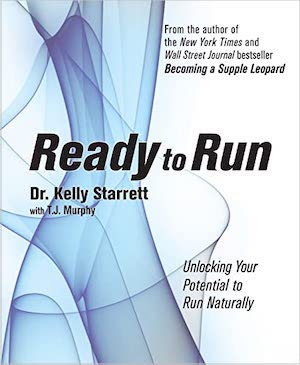 From the author of
the New York Times and
Wall Street Journal bestseller
Becoming a Supple Leopard
Ready to Run
Dr. Kelly Starrett
with T.J. Murphy
Unlocking Your
Potential to
Run Naturally